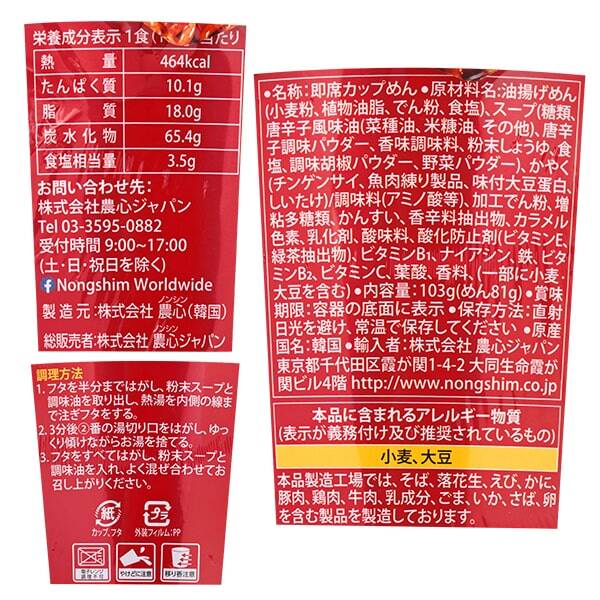 栄養成分表示 1食(1 当たり
熱量 464kcal
たんぱく質 10.1g
脂質 18.0g
炭水化物 65.4g
食塩相当量 3.5g
お問い合わせ先:
株式会社農心ジャパン
Tel 03-3595-0882
受付時間 9:00~17:00
(土・日・祝日を除く)
Nongshim Worldwide
製造元:株式会社 農心(韓国)
ノンシン
総販売者:株式会社 農心ジャパン
ノンシン
調理方法
1.フタを半分まではがし、粉末スープと
調味油を取り出し、熱湯を内側の線ま
で注ぎフタをする。
2.3分後②番の湯切り口をはがし、ゆっ
くり傾けながらお湯を捨てる。
3.フタをすべてはがし、粉末スープと
調味油を入れ、よく混ぜ合わせてお
召し上がりください。
紙
カップ、フタ
プラ
外装フィルム:PP
電子レンジ
調理不可
やけどに注意
移り香注意
●名称:即席カップめん ●原材料名:油揚げめん
(小麦粉、植物油脂、でん粉、食塩)、スープ(糖類、
唐辛子風味油(菜種油、米糠油、その他)、唐辛
子調味パウダー、香味調味料、粉末しょうゆ、食
塩、調味胡椒パウダー、野菜パウダー)、かやく
(チンゲンサイ、魚肉練り製品、味付大豆蛋白、
しいたけ)/調味料(アミノ酸等)、加工でん粉、増
粘多糖類、かんすい、香辛料抽出物、カラメル
色素、乳化剤、酸味料、酸化防止剤(ビタミンE、
緑茶抽出物)、ビタミンB₁、ナイアシン、鉄、ビタ
ミンB₂、ビタミンC、葉酸、香料、(一部に小麦、
大豆を含む) ●内容量:103g(めん81g) ●賞味
期限:容器の底面に表示 ●保存方法:直射
日光を避け、常温で保存してください ●原産
国名:韓国 ●輸入者:株式会社 農心ジャパン
東京都千代田区霞が関1-4-2 大同生命霞が
関ビル4階 http://www.nongshim.co.jp
本品に含まれるアレルギー物質
(表示が義務付け及び推奨されているもの)
小麦、大豆
本品製造工場では、そば、落花生、えび、かに、
豚肉、鶏肉、牛肉、乳成分、ごま、いか、さば、卵
を含む製品を製造しております。